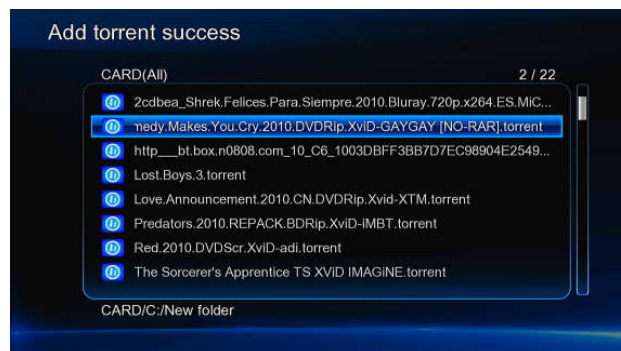 Add torrent success
CARD(All) 2 / 22
2cdbea_Shrek.Felices.Para.Siempre.2010.Bluray.720p.x264.ES.MiC...
nedy.Makes.You.Cry.2010.DVDRip.XviD-GAYGAY [NO-RAR].torrent
http___bt.box.n0808.com_10_C6_1003DBFF3BB7D7EC98904E2549...
Lost.Boys.3.torrent
Love.Announcement.2010.CN.DVDRip.Xvid-XTM.torrent
Predators.2010.REPACK.BDRip.XviD-iMBT.torrent
Red.2010.DVDScr.XviD-adi.torrent
The Sorcerer's Apprentice TS XViD IMAGiNE.torrent
CARD/C:/New folder